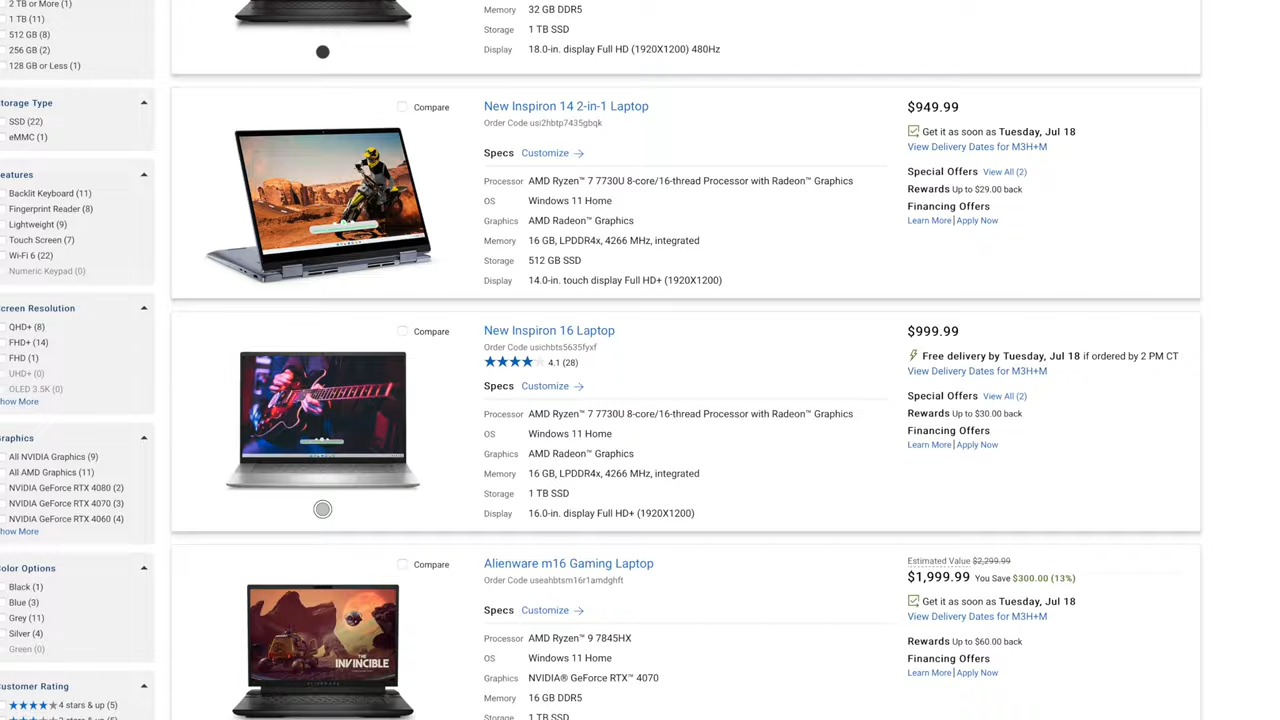 2 TB or More (1)
1 TB (11)
512 GB (8)
256 GB (2)
128 GB or Less (1)
torage Type
SSD (22)
eMMC (1)
eatures
Backlit Keyboard (11)
Fingerprint Reader (8)
Lightweight (9)
Touch Screen (7)
Wi-Fi 6 (22)
Numeric Keypad (0)
creen Resolution
QHD+ (8)
FHD+ (14)
FHD (1)
UHD+ (0)
OLED 3.5K (0)
how More
raphics
All NVIDIA Graphics (9)
All AMD Graphics (11)
NVIDIA GeForce RTX 4080 (2)
NVIDIA GeForce RTX 4070 (3)
NVIDIA GeForce RTX 4060 (4)
how More
olor Options
Black (1)
Blue (3)
Grey (11)
Silver (4)
Green (0)
ustomer Rating
4 stars & up (5)
Memory 32 GB DDR5
Storage 1 TB SSD
Display 18.0-in. display Full HD (1920X1200) 480Hz
Compare
New Inspiron 14 2-in-1 Laptop
Order Code usi2hbtp7435gbqk
Specs Customize →
Processor AMD Ryzen™ 7 7730U 8-core/16-thread Processor with Radeon™ Graphics
OS Windows 11 Home
Graphics AMD Radeon™ Graphics
Memory 16 GB, LPDDR4x, 4266 MHz, integrated
Storage 512 GB SSD
Display 14.0-in. touch display Full HD+ (1920X1200)
$949.99
Get it as soon as Tuesday, Jul 18
View Delivery Dates for M3H+M
Special Offers View All (2)
Rewards Up to $29.00 back
Financing Offers
Learn More | Apply Now
Compare
New Inspiron 16 Laptop
Order Code usichbts5635fyxf
4.1 (28)
Specs Customize →
Processor AMD Ryzen™ 7 7730U 8-core/16-thread Processor with Radeon™ Graphics
OS Windows 11 Home
Graphics AMD Radeon™ Graphics
Memory 16 GB, LPDDR4x, 4266 MHz, integrated
Storage 1 TB SSD
Display 16.0-in. display Full HD+ (1920X1200)
$999.99
Free delivery by Tuesday, Jul 18 if ordered by 2 PM CT
View Delivery Dates for M3H+M
Special Offers View All (2)
Rewards Up to $30.00 back
Financing Offers
Learn More | Apply Now
Compare
THE INVINCIBLE
Alienware m16 Gaming Laptop
Order Code useahbtsm16r1amdghft
Specs Customize →
Processor AMD Ryzen™ 9 7845HX
OS Windows 11 Home
Graphics NVIDIA® GeForce RTX™ 4070
Memory 16 GB DDR5
Storage 1 TB SSD
Estimated Value $2,299.99
$1,999.99 You Save $300.00 (13%)
Get it as soon as Tuesday, Jul 18
View Delivery Dates for M3H+M
Rewards Up to $60.00 back
Financing Offers
Learn More | Apply Now